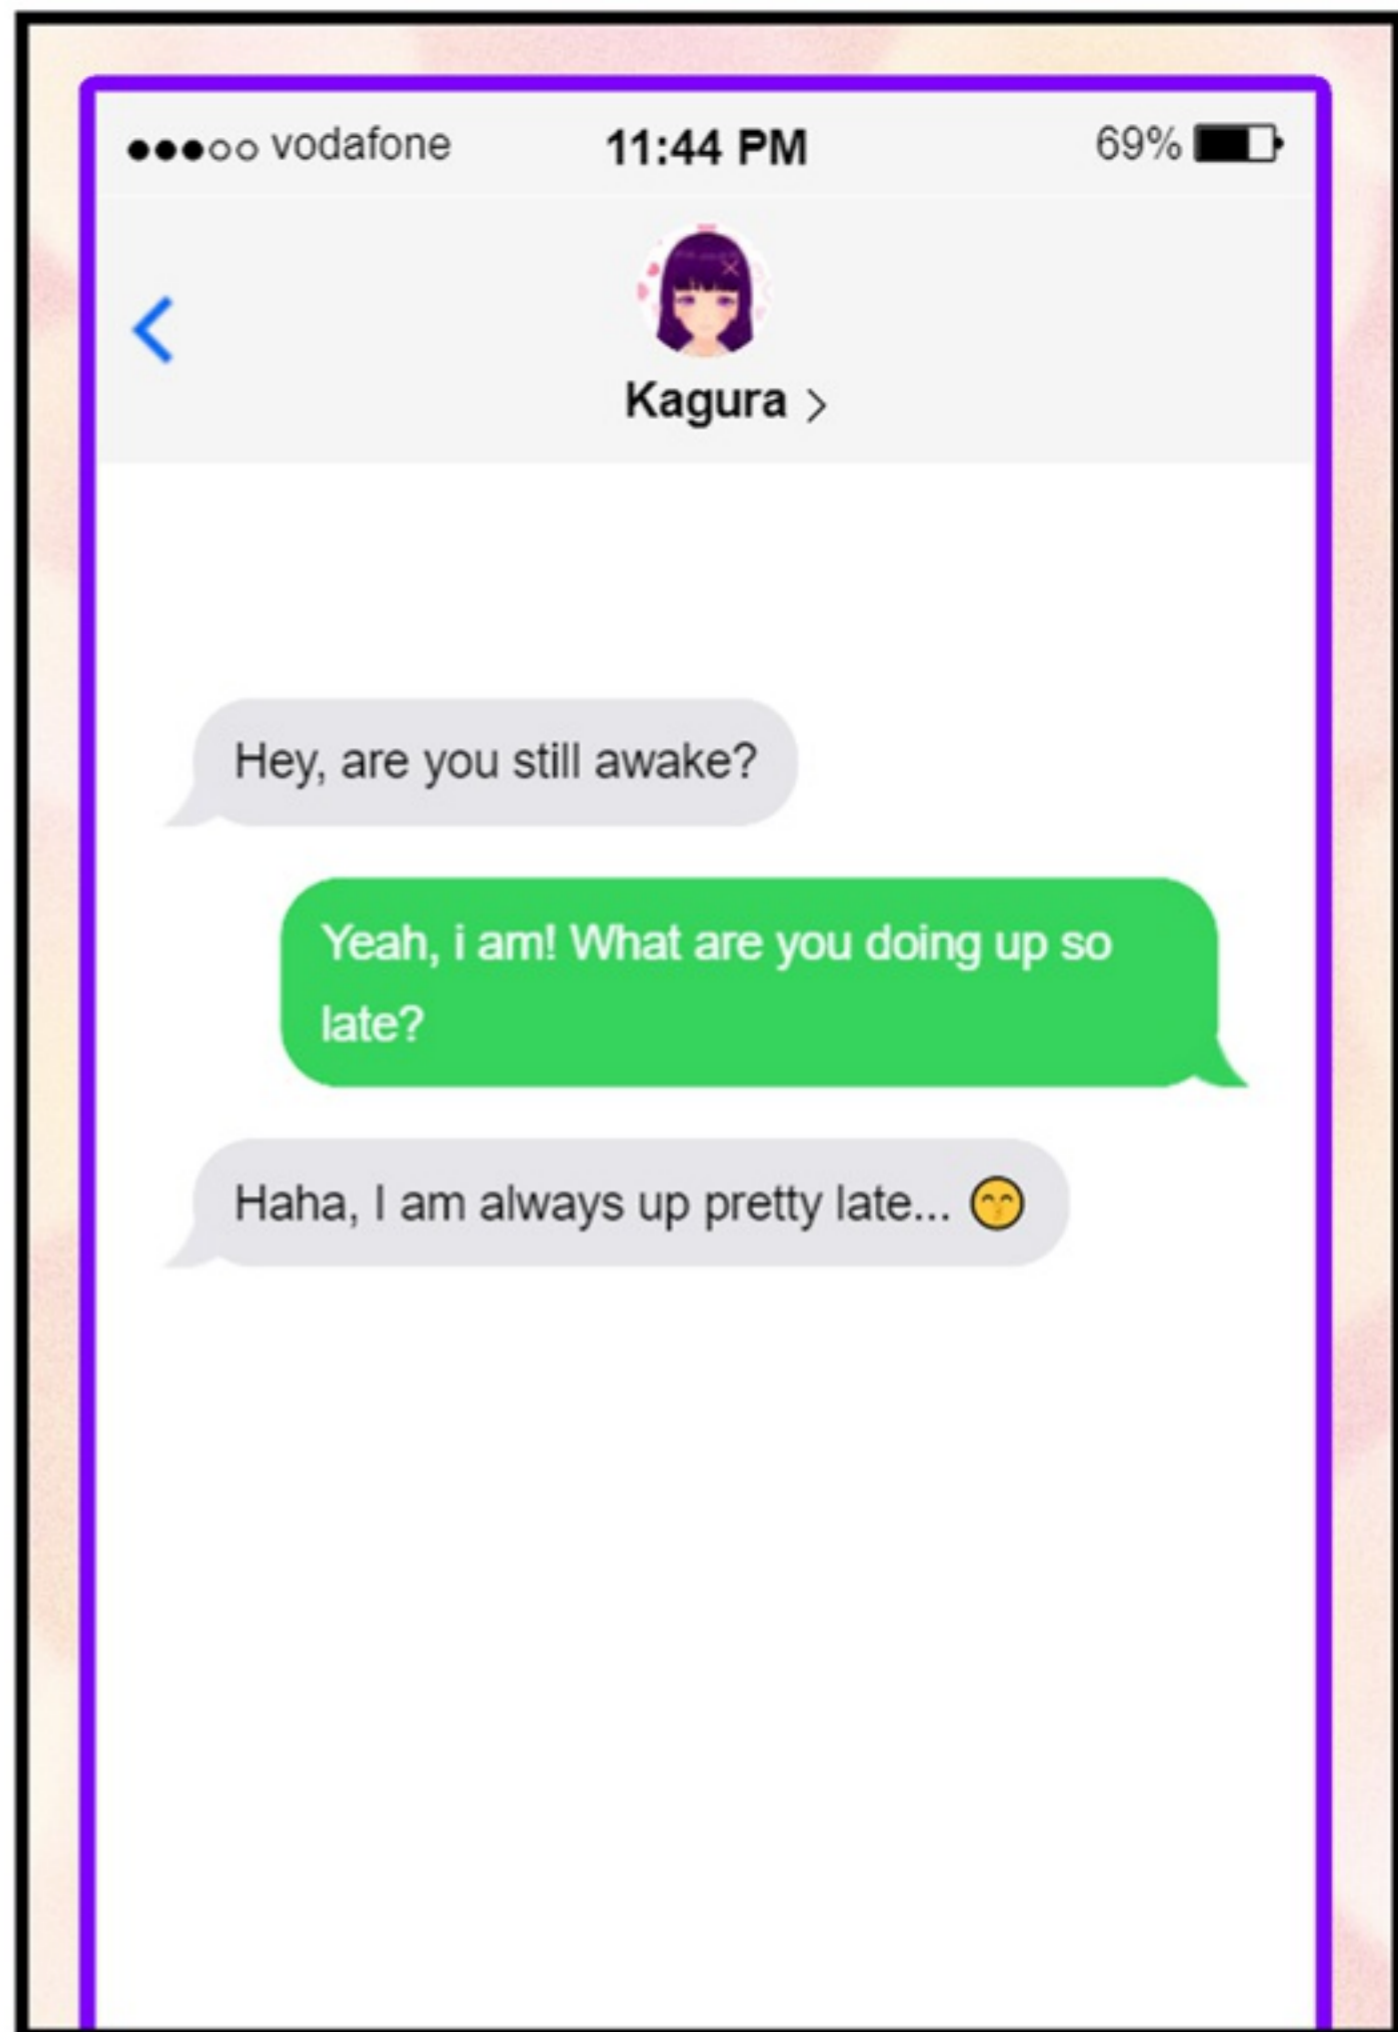 vodafone 11:44 PM 69%
Kagura >
Hey, are you still awake?
Yeah, i am! What are you doing up so
late?
Haha, I am always up pretty late... 😙